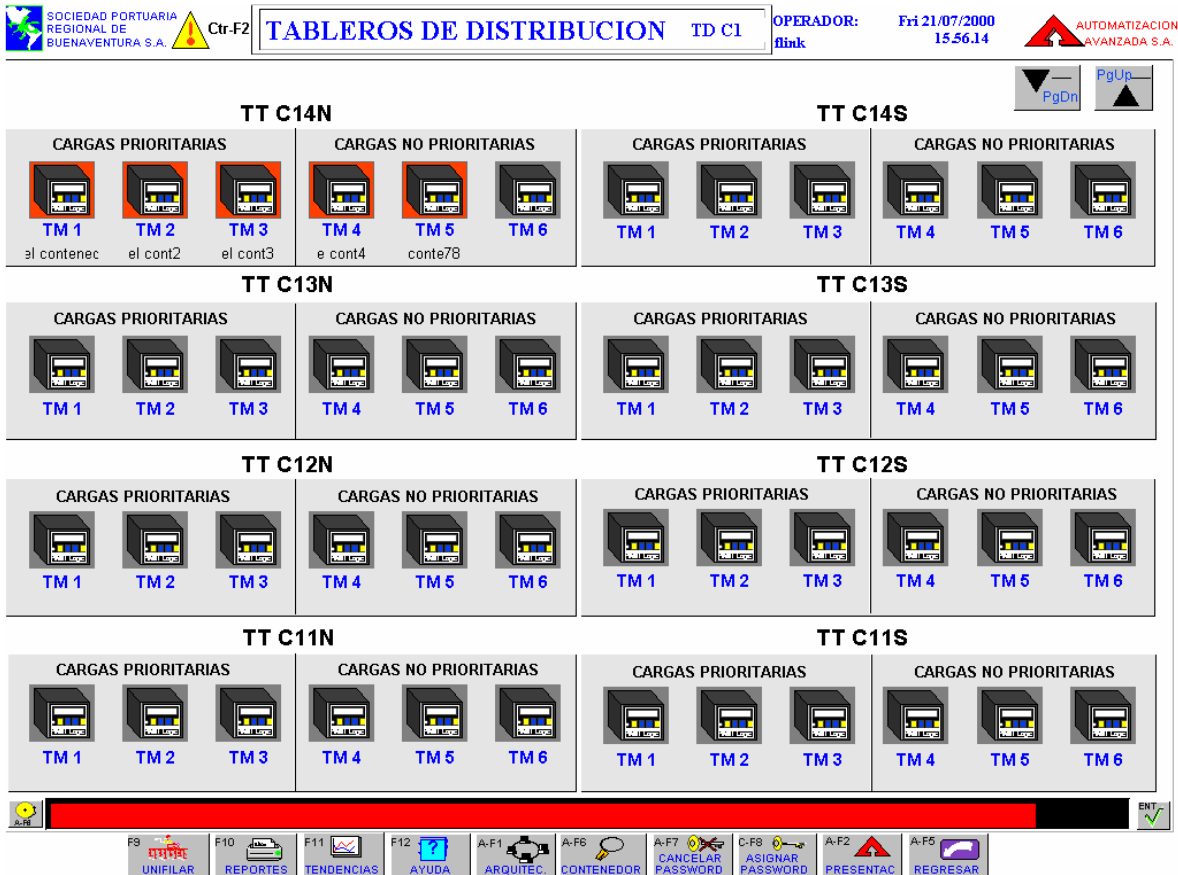 SOCIEDAD PORTUARIA
REGIONAL DE
BUENAVENTURA S.A.
Ctr-F2
TABLEROS DE DISTRIBUCION TD C1
OPERADOR:
flink
Fri 21/07/2000
15.56.14
AUTOMATIZACION
AVANZADA S.A.
PgDn
PgUp
TT C14N
TT C14S
CARGAS PRIORITARIAS CARGAS NO PRIORITARIAS CARGAS PRIORITARIAS CARGAS NO PRIORITARIAS
TM 1 TM 2 TM 3 TM 4 TM 5 TM 6 TM 1 TM 2 TM 3 TM 4 TM 5 TM 6
el contenec el cont2 el cont3 e cont4 conte78
TT C13N
TT C13S
CARGAS PRIORITARIAS CARGAS NO PRIORITARIAS CARGAS PRIORITARIAS CARGAS NO PRIORITARIAS
TM 1 TM 2 TM 3 TM 4 TM 5 TM 6 TM 1 TM 2 TM 3 TM 4 TM 5 TM 6
TT C12N
TT C12S
CARGAS PRIORITARIAS CARGAS NO PRIORITARIAS CARGAS PRIORITARIAS CARGAS NO PRIORITARIAS
TM 1 TM 2 TM 3 TM 4 TM 5 TM 6 TM 1 TM 2 TM 3 TM 4 TM 5 TM 6
TT C11N
TT C11S
CARGAS PRIORITARIAS CARGAS NO PRIORITARIAS CARGAS PRIORITARIAS CARGAS NO PRIORITARIAS
TM 1 TM 2 TM 3 TM 4 TM 5 TM 6 TM 1 TM 2 TM 3 TM 4 TM 5 TM 6
ENT
F9 UNIFILAR
F10 REPORTES
F11 TENDENCIAS
F12 ? AYUDA
A-F1 ARQUITEC.
A-F6 CONTENEDOR
A-F7 CANCELAR PASSWORD
C-F8 ASIGNAR PASSWORD
A-F2 PRESENTAC
A-F5 REGRESAR